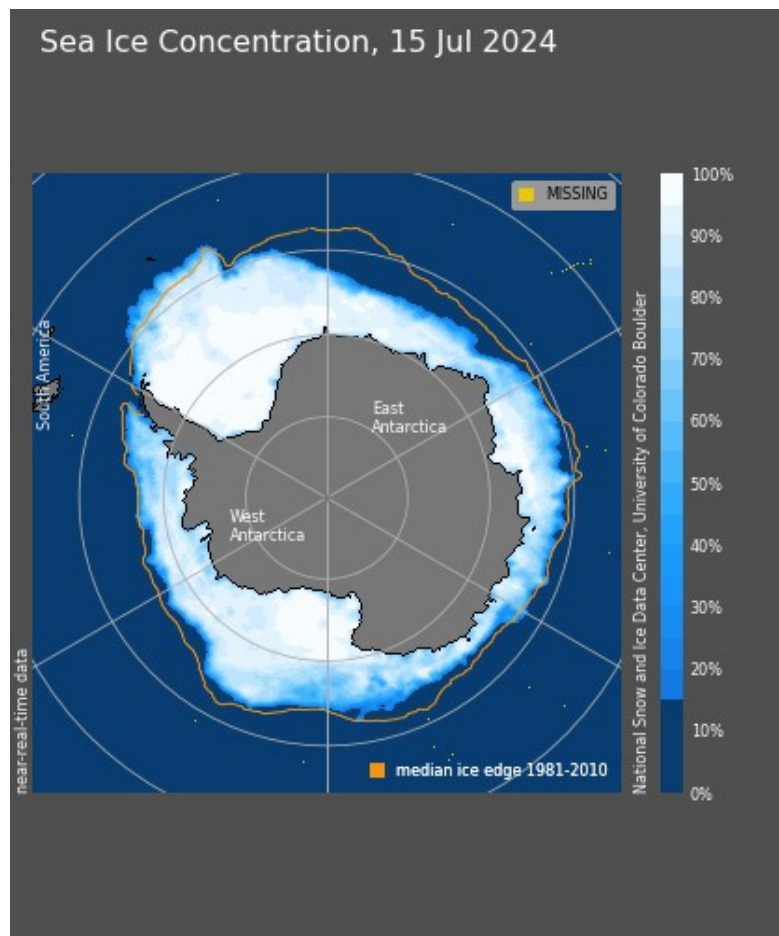 Sea Ice Concentration, 15 Jul 2024
MISSING
100%
90%
80%
70%
60%
50%
40%
30%
20%
10%
0%
South America
East
Antarctica
West
Antarctica
near-real-time data
median ice edge 1981-2010
National Snow and Ice Data Center, University of Colorado Boulder